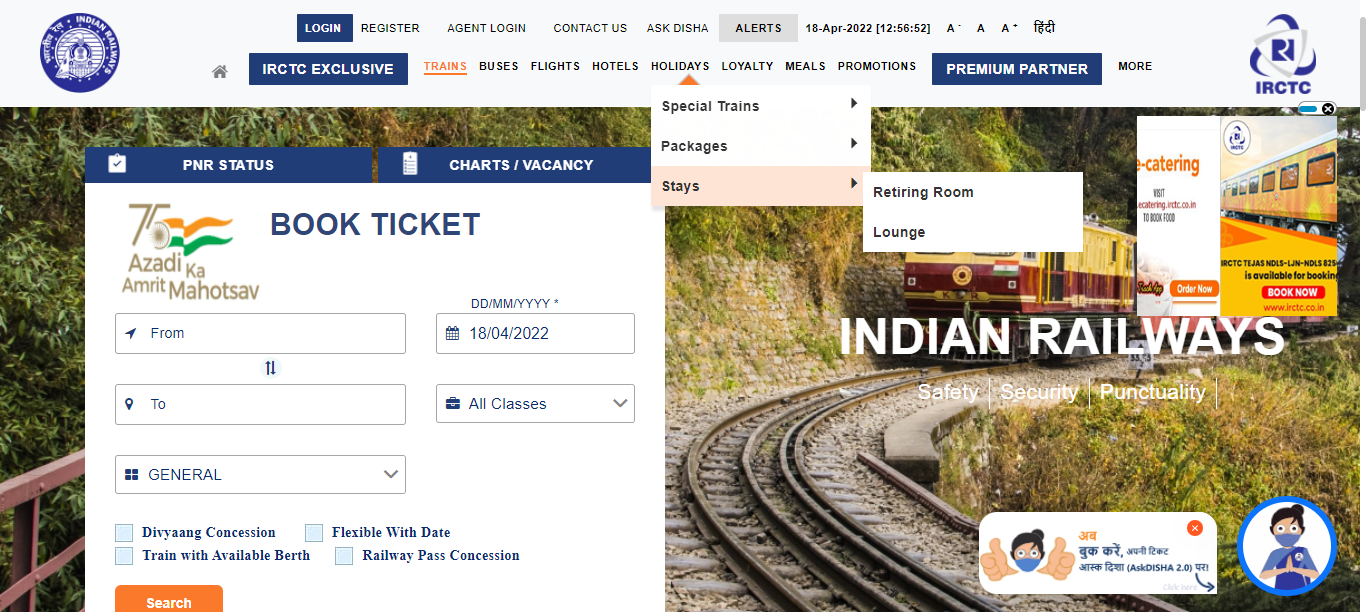 LOGIN REGISTER AGENT LOGIN CONTACT US ASK DISHA ALERTS 18-Apr-2022 [12:56:52] A- A A+ हिंदी
INDIAN RAILWAYS
भारतीय रेल
IRCTC EXCLUSIVE TRAINS BUSES FLIGHTS HOTELS HOLIDAYS LOYALTY MEALS PROMOTIONS PREMIUM PARTNER MORE
IRCTC
Special Trains
Packages
Stays
Retiring Room
Lounge
PNR STATUS
CHARTS / VACANCY
75
Azadi Ka
Amrit Mahotsav
BOOK TICKET
DD/MM/YYYY *
From
18/04/2022
To
All Classes
GENERAL
Divyaang Concession
Flexible With Date
Train with Available Berth
Railway Pass Concession
Search
e-catering
VISIT
ecatering.irctc.co.in
TO BOOK FOOD
Order Now
IRCTC
IRCTC TEJAS NDLS-LJN-NDLS 825
is available for booking
BOOK NOW
www.irctc.co.in
INDIAN RAILWAYS
Safety
Security
Punctuality
अब
बुक करें, अपनी टिकट
आस्क दिशा (AskDISHA 2.0) पर!
Click here